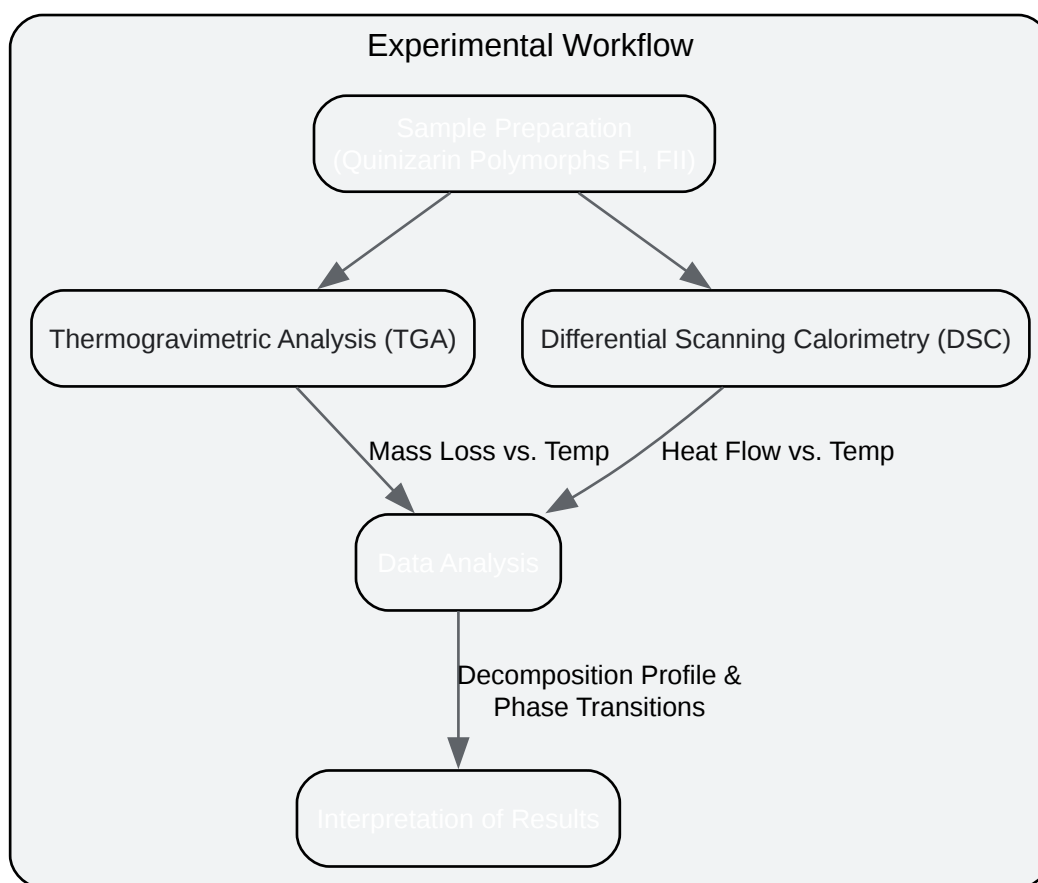 Experimental Workflow
Sample Preparation
(Quinizarin Polymorphs FI, FII)
Thermogravimetric Analysis (TGA)
Differential Scanning Calorimetry (DSC)
Mass Loss vs. Temp
Heat Flow vs. Temp
Data Analysis
Decomposition Profile &
Phase Transitions
Interpretation of Results